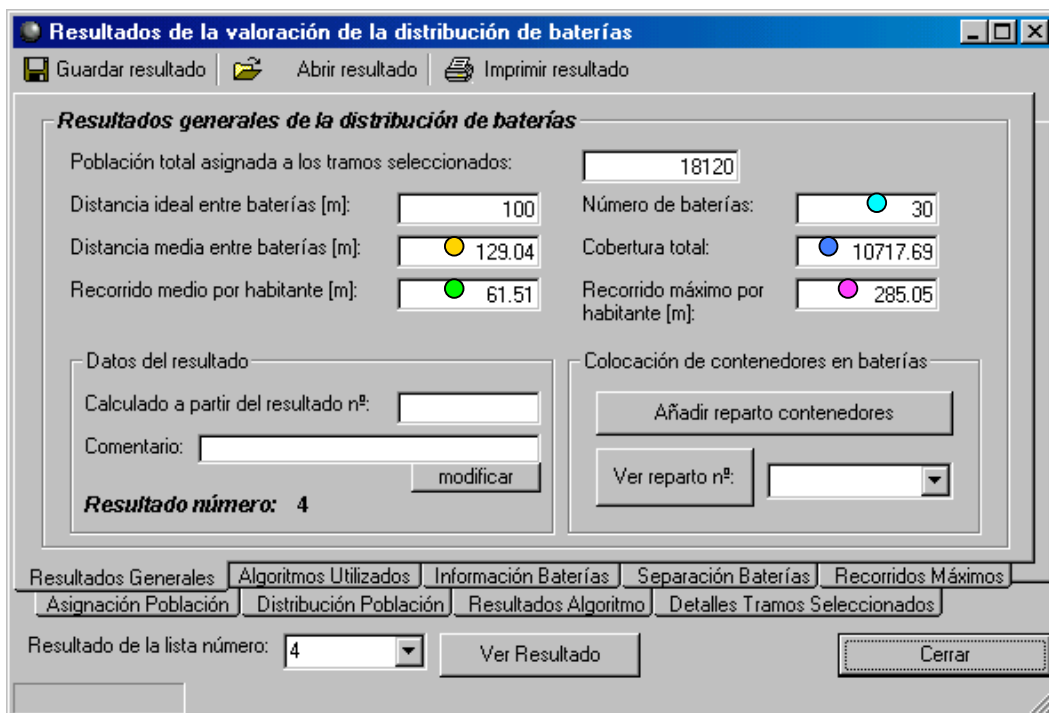 Resultados de la valoración de la distribución de baterías
Guardar resultado Abrir resultado Imprimir resultado
Resultados generales de la distribución de baterías
Población total asignada a los tramos seleccionados: 18120
Distancia ideal entre baterías [m]: 100 Número de baterías: 30
Distancia media entre baterías [m]: 129.04 Cobertura total: 10717.69
Recorrido medio por habitante [m]: 61.51 Recorrido máximo por
habitante [m]: 285.05
Datos del resultado
Calculado a partir del resultado nº:
Comentario:
modificar
Resultado número: 4
Colocación de contenedores en baterías
Añadir reparto contenedores
Ver reparto nº:
Resultados Generales Algoritmos Utilizados Información Baterías Separación Baterías Recorridos Máximos
Asignación Población Distribución Población Resultados Algoritmo Detalles Tramos Seleccionados
Resultado de la lista número: 4 Ver Resultado Cerrar